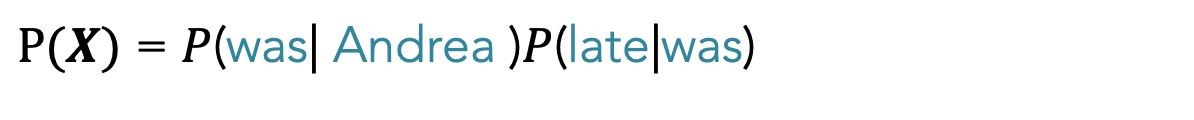 P(X) = P(was| Andrea )P(late|was)